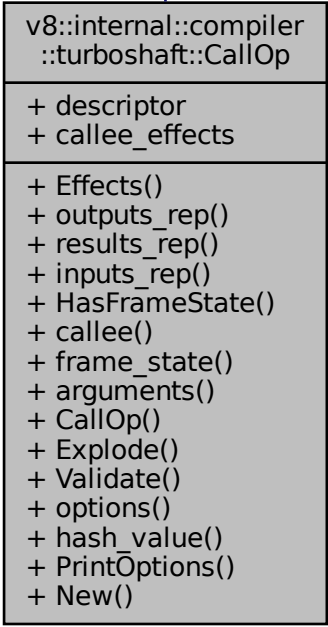 v8::internal::compiler
::turboshaft::CallOp
+ descriptor
+ callee_effects
+ Effects()
+ outputs_rep()
+ results_rep()
+ inputs_rep()
+ HasFrameState()
+ callee()
+ frame_state()
+ arguments()
+ CallOp()
+ Explode()
+ Validate()
+ options()
+ hash_value()
+ PrintOptions()
+ New()